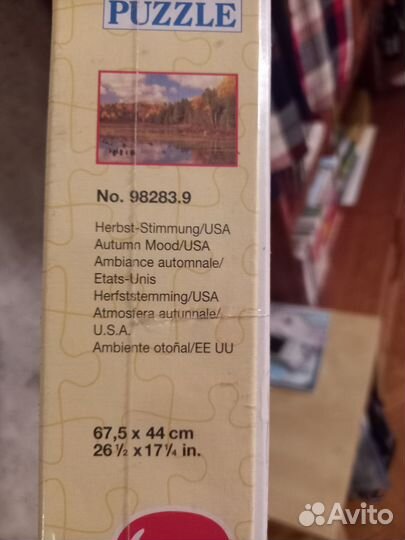 PUZZLE
No. 98283.9
Herbst-Stimmung/USA
Autumn Mood/USA
Ambiance automnale/
Etats-Unis
Herfststemming/USA
Atmosfera autunnale/
U.S.A.
Ambiente otoñal/EE UU
67,5 x 44 cm
26 ½ x 17 ¼ in.
Avito